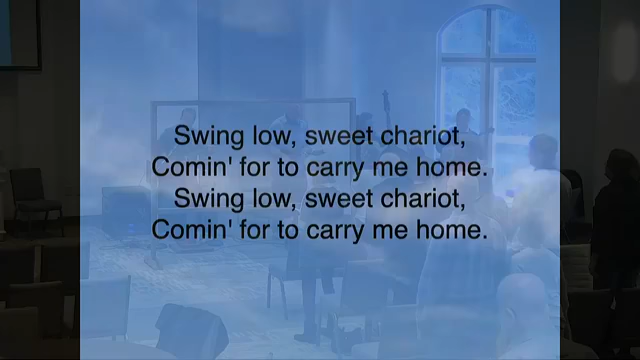 Swing low, sweet chariot,
Comin' for to carry me home.
Swing low, sweet chariot,
Comin' for to carry me home.